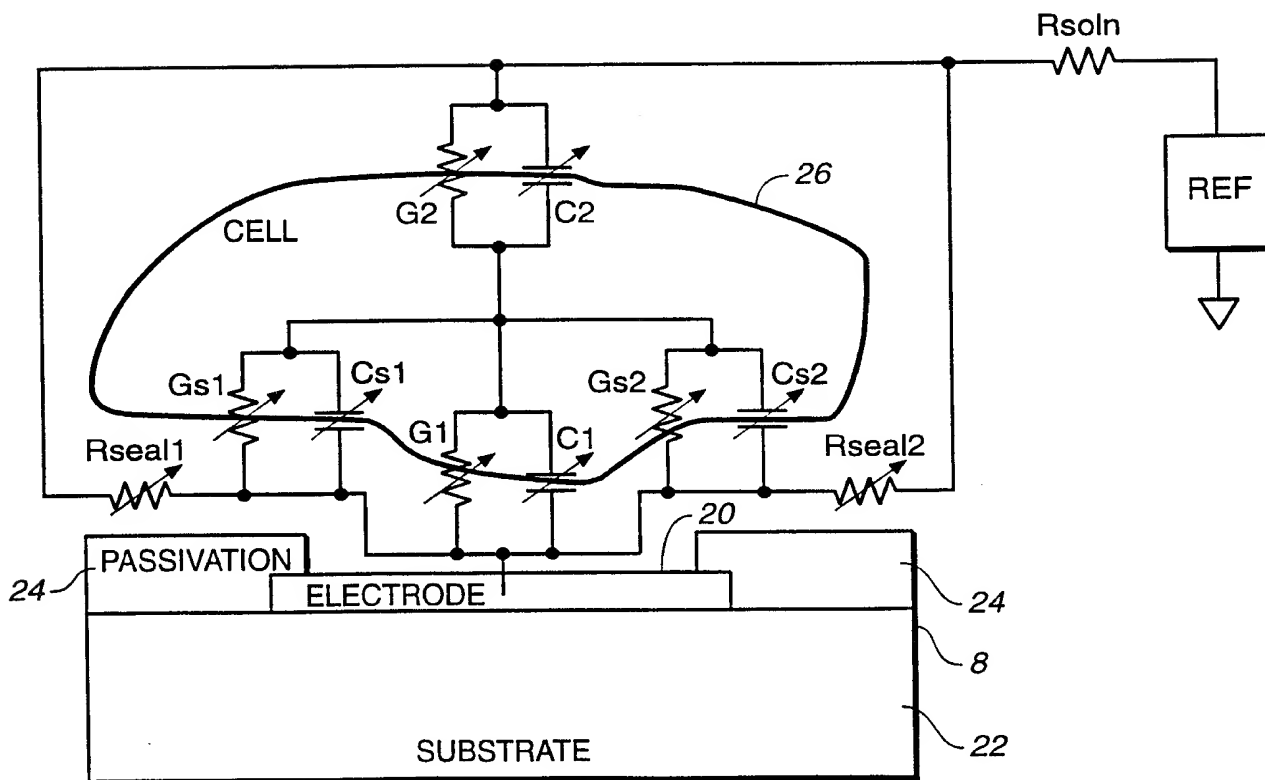 Rsoln
REF
26
G2
C2
CELL
Gs1
Cs1
Gs2
Cs2
G1
C1
Rseal1
Rseal2
20
PASSIVATION
24
ELECTRODE
24
8
22
SUBSTRATE